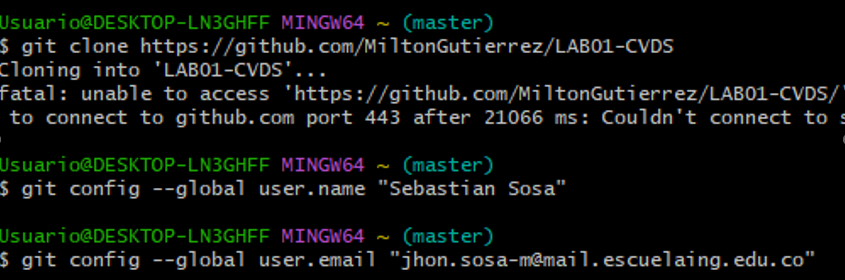 Usuario@DESKTOP-LN3GHFF MINGW64 ~ (master)
$ git clone https://github.com/MiltonGutierrez/LAB01-CVDS
Cloning into 'LAB01-CVDS'...
fatal: unable to access 'https://github.com/MiltonGutierrez/LAB01-CVDS/'
to connect to github.com port 443 after 21066 ms: Couldn't connect to s
Usuario@DESKTOP-LN3GHFF MINGW64 ~ (master)
$ git config --global user.name "Sebastian Sosa"
Usuario@DESKTOP-LN3GHFF MINGW64 ~ (master)
$ git config --global user.email "jhon.sosa-m@mail.escuelaing.edu.co"